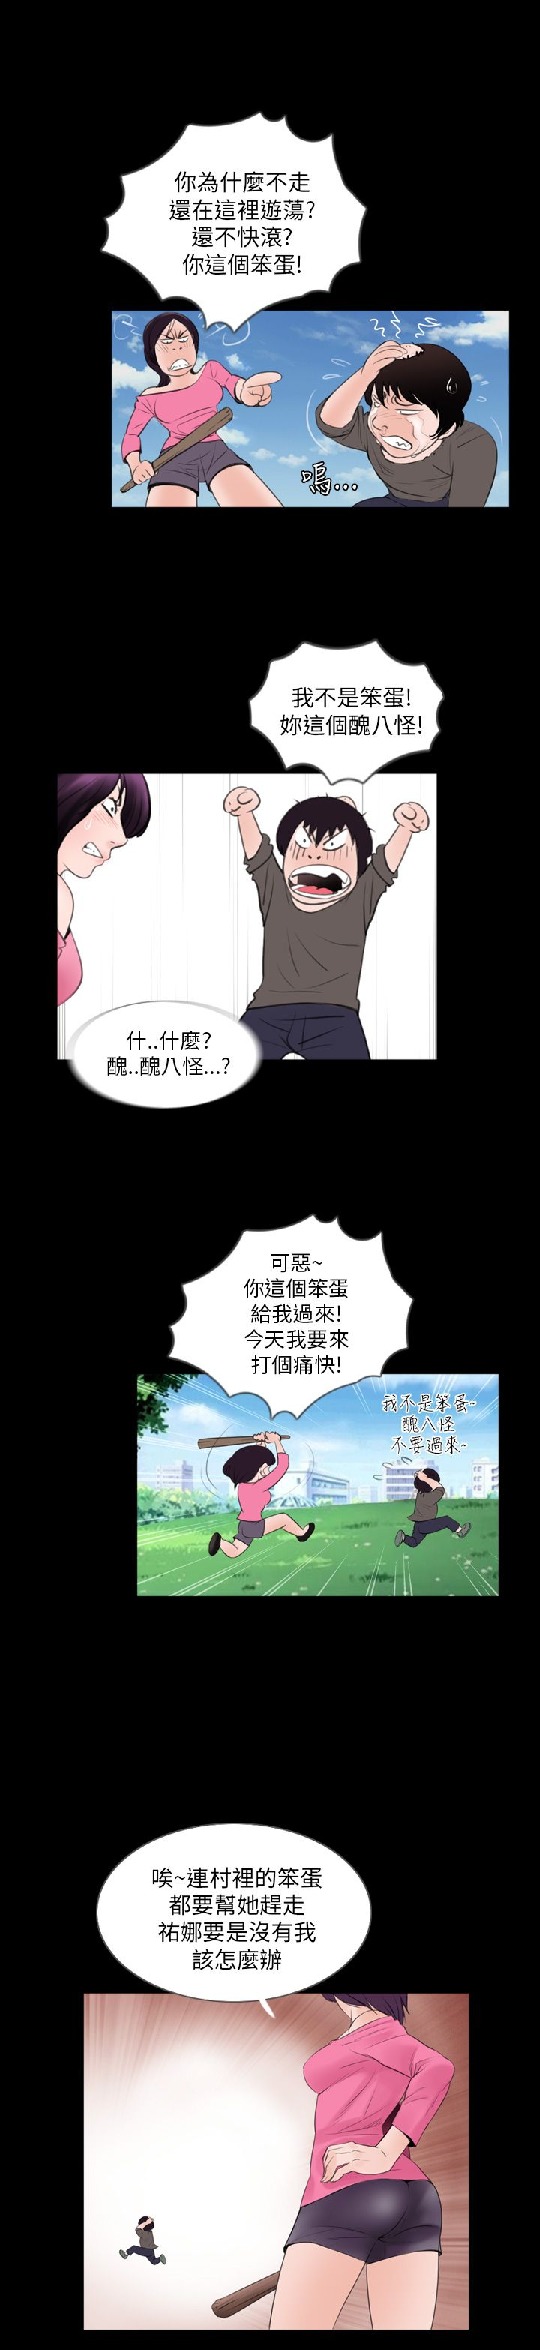 你為什麼不走
還在這裡遊蕩?
還不快滾?
你這個笨蛋!
嗚...
我不是笨蛋!
妳這個醜八怪!
什..什麼?
醜..醜八怪...?
可惡~
你這個笨蛋
給我過來!
今天我要來
打個痛快!
我不是笨蛋~
醜八怪
不要過來~
唉~連村裡的笨蛋
都要幫她趕走
祐娜要是沒有我
該怎麼辦